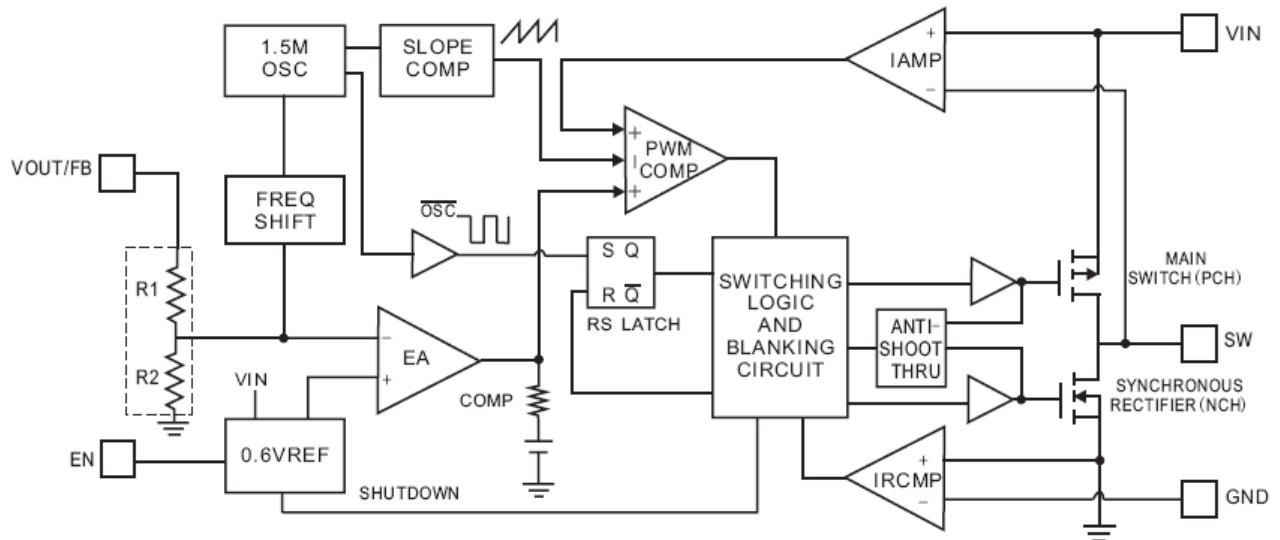 1.5M
OSC
SLOPE
COMP
IAMP
+
−
VIN
VOUT/FB
FREQ
SHIFT
+
PWM
COMP
+
OSC
S Q
R Q
RS LATCH
SWITCHING
LOGIC
AND
BLANKING
CIRCUIT
ANTI-
SHOOT
THRU
MAIN
SWITCH(PCH)
SW
SYNCHRONOUS
RECTIFIER(NCH)
R1
R2
−
EA
+
COMP
VIN
EN
0.6VREF
SHUTDOWN
+
IRCMP
−
GND